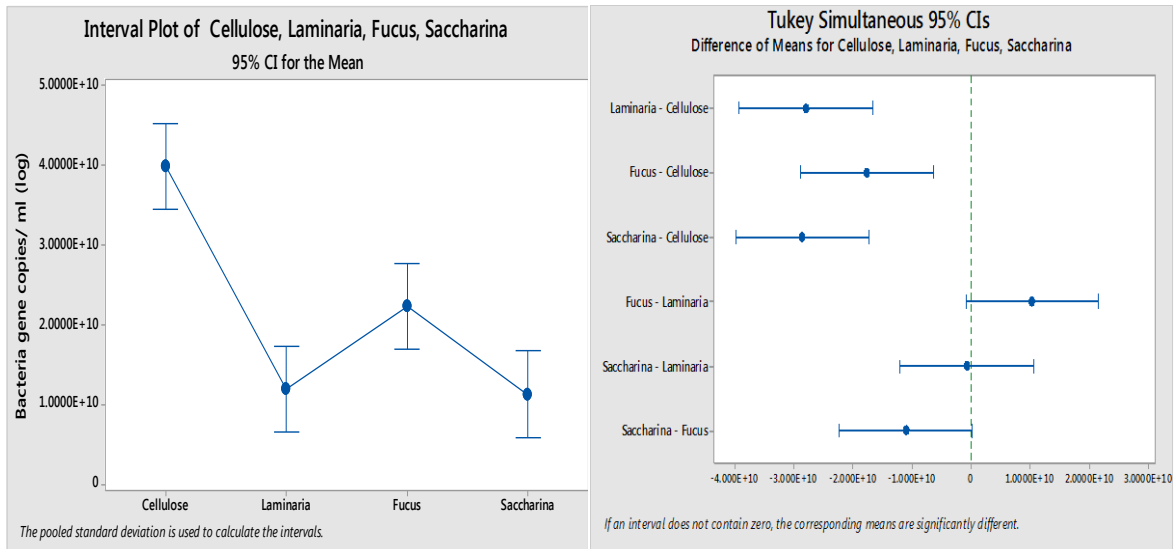 Interval Plot of Cellulose, Laminaria, Fucus, Saccharina
95% CI for the Mean
Bacteria gene copies/ ml (log)
5.0000E+10
4.0000E+10
3.0000E+10
2.0000E+10
1.0000E+10
0
Cellulose Laminaria Fucus Saccharina
The pooled standard deviation is used to calculate the intervals.
Tukey Simultaneous 95% CIs
Difference of Means for Cellulose, Laminaria, Fucus, Saccharina
Laminaria - Cellulose
Fucus - Cellulose
Saccharina - Cellulose
Fucus - Laminaria
Saccharina - Laminaria
Saccharina - Fucus
-4.000E+10 -3.000E+10 -2.000E+10 -1.000E+10 0 1.0000E+10 2.0000E+10 3.0000E+10
If an interval does not contain zero, the corresponding means are significantly different.